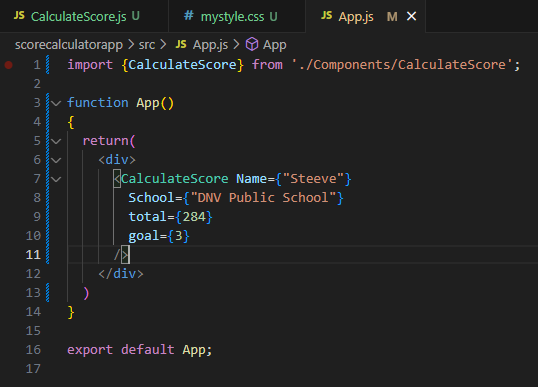 JS CalculateScore.js U # mystyle.css U JS App.js M ×
scorecalculatorapp > src > JS App.js > App
1 import {CalculateScore} from './Components/CalculateScore';
2
3 function App()
4 {
5   return(
6     <div>
7       <CalculateScore Name={"Steeve"}
8         School={"DNV Public School"}
9         total={284}
10         goal={3}
11       />
12     </div>
13   )
14 }
15
16 export default App;
17